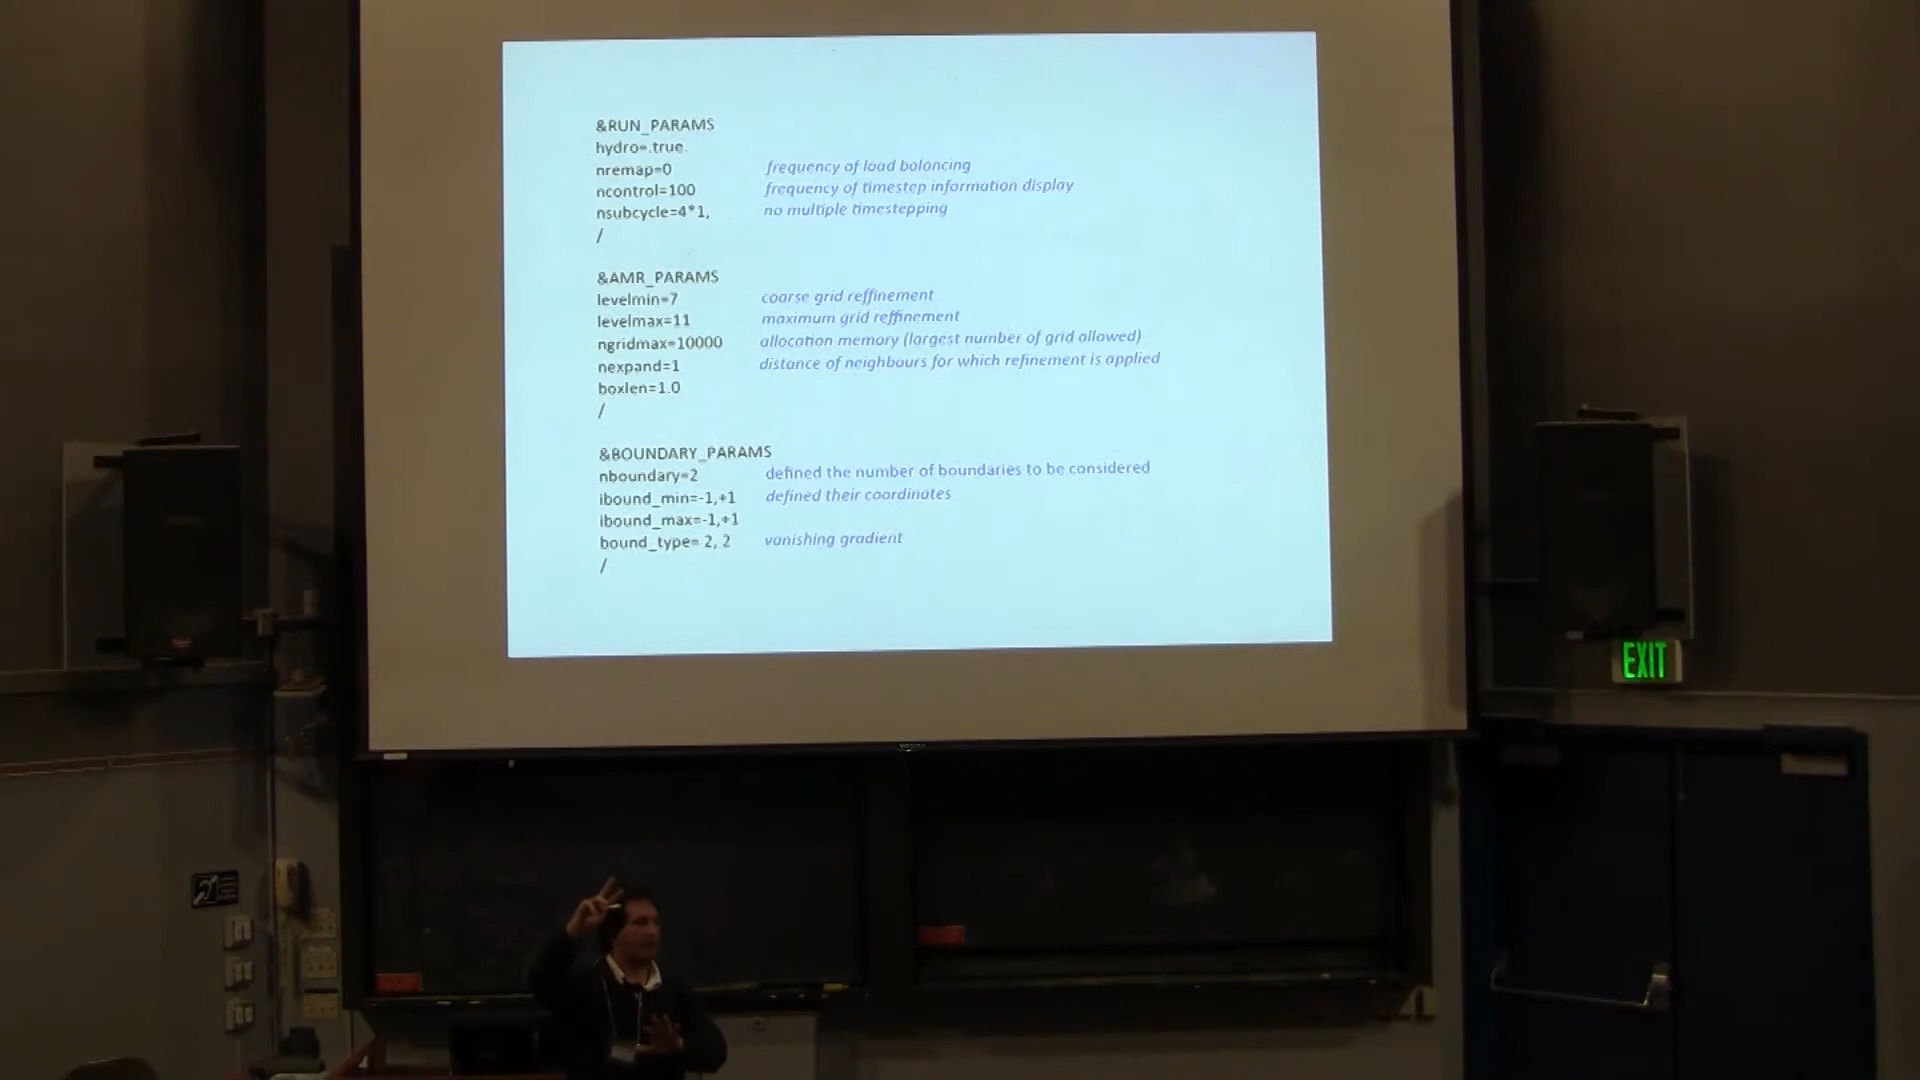 &RUN_PARAMS
hydro=.true.
nremap=0 frequency of load balancing
ncontrol=100 frequency of timestep information display
nsubcycle=4*1, no multiple timestepping
/
&AMR_PARAMS
levelmin=7 coarse grid reffinement
levelmax=11 maximum grid reffinement
ngridmax=10000 allocation memory (largest number of grid allowed)
nexpand=1 distance of neighbours for which refinement is applied
boxlen=1.0
/
&BOUNDARY_PARAMS
nboundary=2 defined the number of boundaries to be considered
ibound_min=-1,+1 defined their coordinates
ibound_max=-1,+1
bound_type= 2, 2 vanishing gradient
/
EXIT